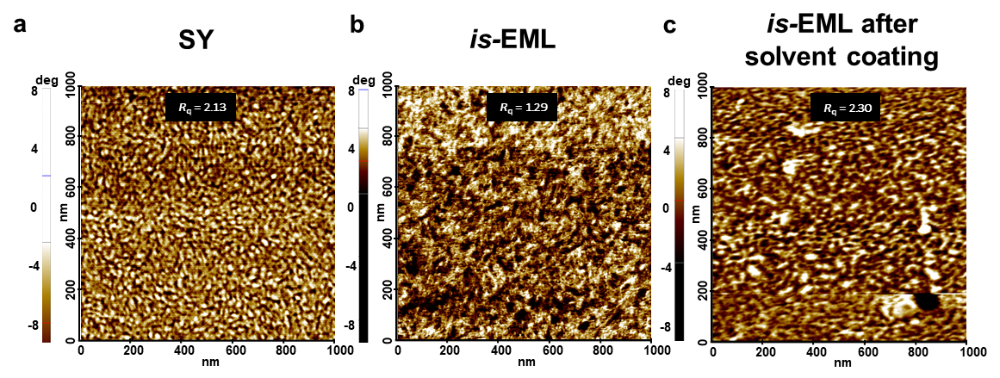 a
SY
deg
8
4
0
-4
-8
1000
800
600
400
200
0
nm
Rq = 2.13
0 200 400 600 800 1000
nm
b
is-EML
8
4
0
-4
-8
1000
800
600
400
200
0
nm
Rq = 1.29
0 200 400 600 800 1000
nm
c
is-EML after
solvent coating
deg
8
4
0
-4
-8
1000
800
600
400
200
0
nm
Rq = 2.30
0 200 400 600 800 1000
nm
deg